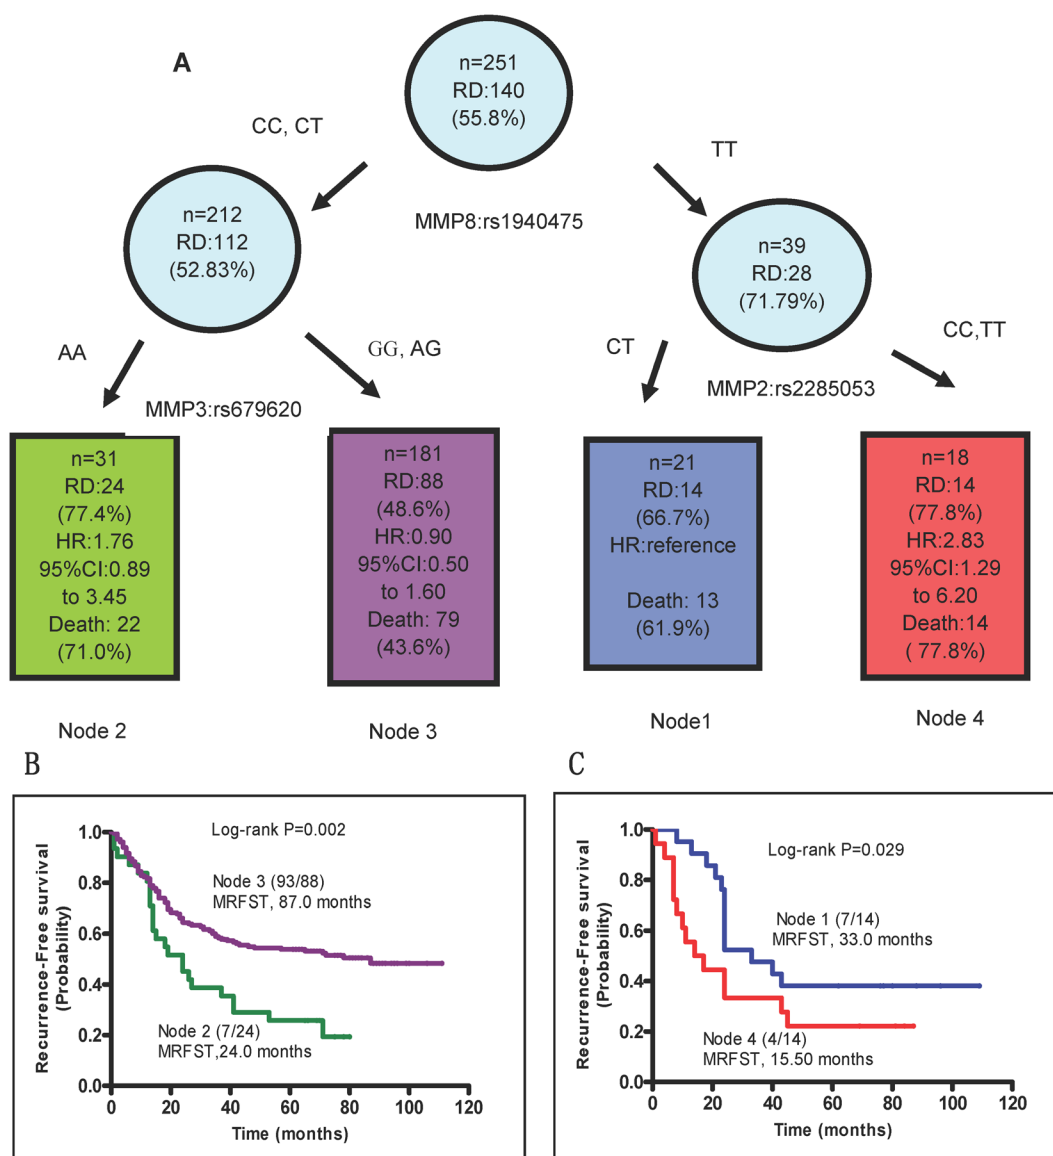 A
n=251
RD:140
(55.8%)
CC, CT
TT
MMP8:rs1940475
n=212
RD:112
(52.83%)
n=39
RD:28
(71.79%)
AA
GG, AG
CT
CC,TT
MMP3:rs679620
MMP2:rs2285053
n=31
RD:24
(77.4%)
HR:1.76
95%CI:0.89
to 3.45
Death: 22
(71.0%)
n=181
RD:88
(48.6%)
HR:0.90
95%CI:0.50
to 1.60
Death: 79
(43.6%)
n=21
RD:14
(66.7%)
HR:reference
Death: 13
(61.9%)
n=18
RD:14
(77.8%)
HR:2.83
95%CI:1.29
to 6.20
Death:14
( 77.8%)
Node 2
Node 3
Node1
Node 4
B
Recurrence-Free survival
(Probability)
1.0
0.8
0.6
0.4
0.2
0.0
Log-rank P=0.002
Node 3 (93/88)
MRFST, 87.0 months
Node 2 (7/24)
MRFST,24.0 months
0 20 40 60 80 100 120
Time (months)
C
Recurrence-Free survival
(Probability)
1.0
0.8
0.6
0.4
0.2
0.0
Log-rank P=0.029
Node 1 (7/14)
MRFST, 33.0 months
Node 4 (4/14)
MRFST, 15.50 months
0 20 40 60 80 100 120
Time (months)